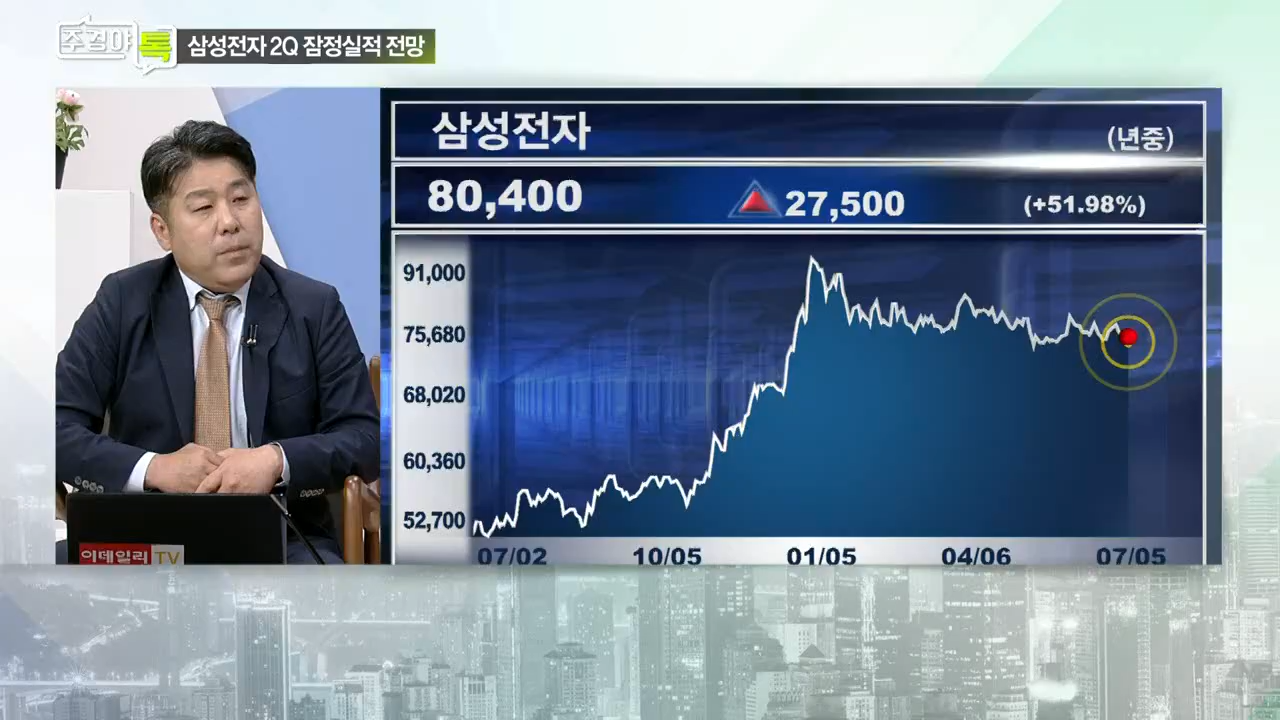 주경야
톡
삼성전자 2Q 잠정실적 전망
삼성전자
(년중)
80,400
27,500
(+51.98%)
91,000
75,680
68,020
60,360
52,700
07/02
10/05
01/05
04/06
07/05
이데일리TV